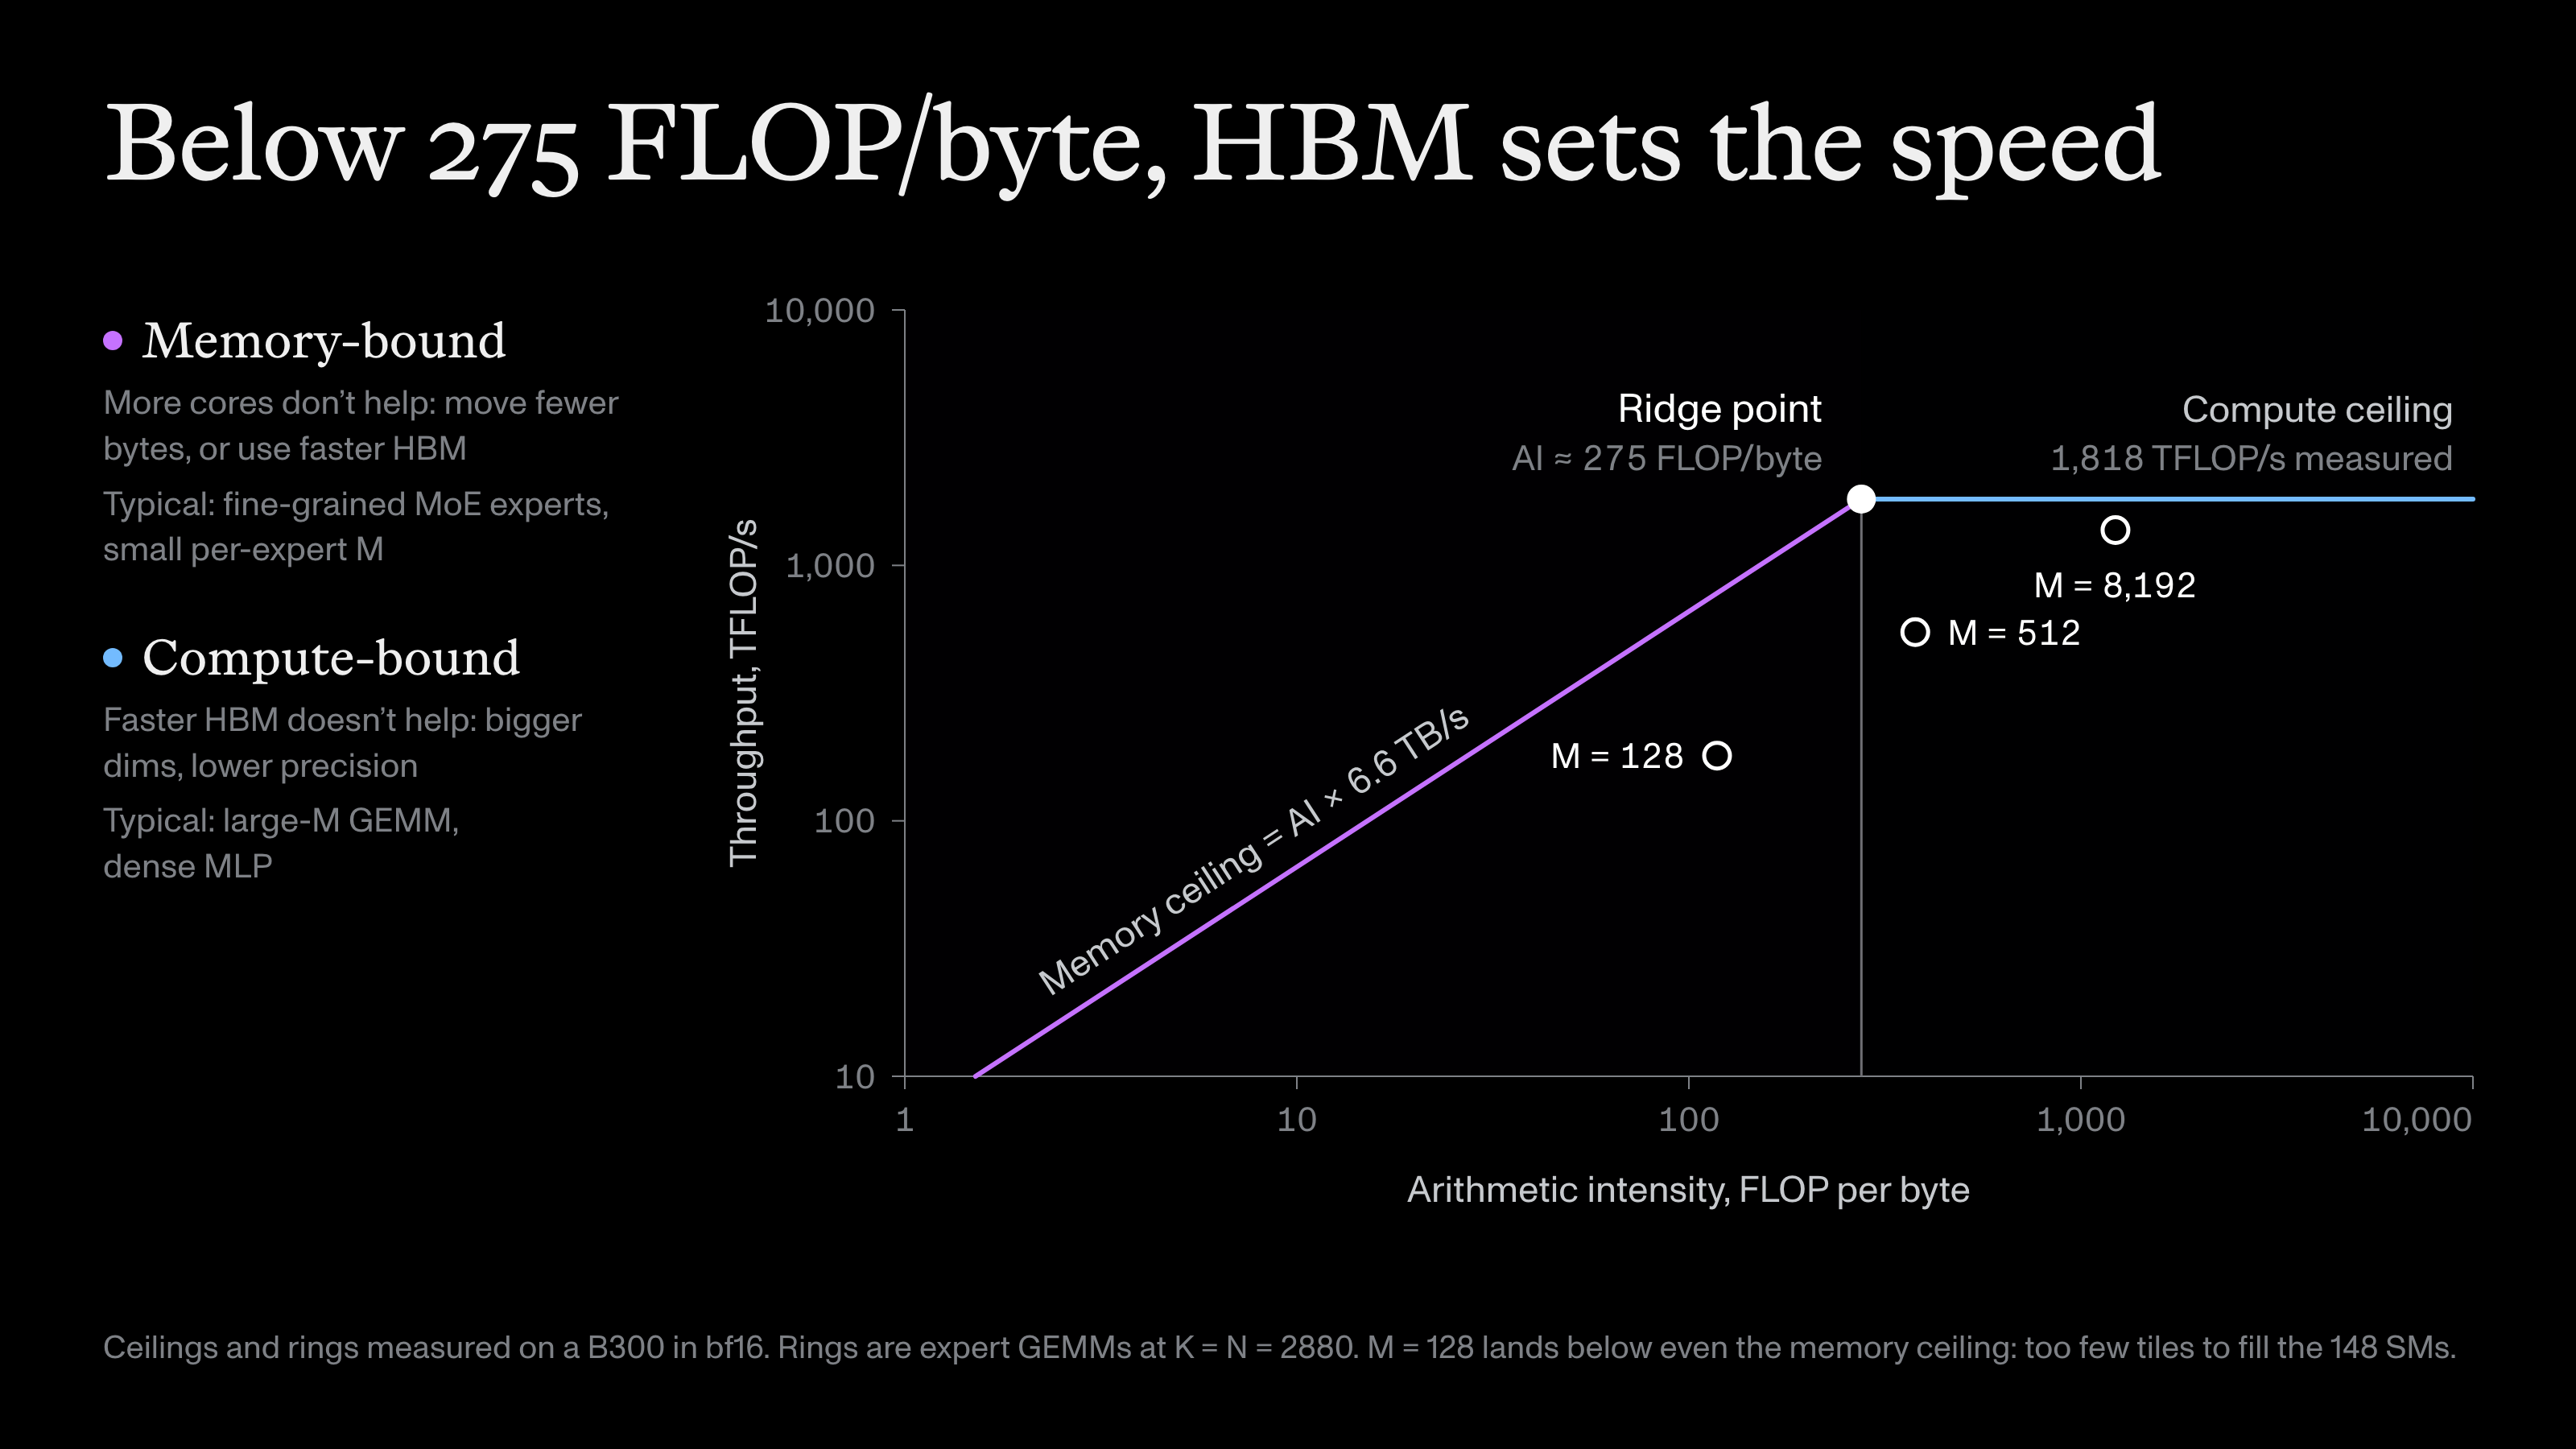 Below 275 FLOP/byte, HBM sets the speed
Memory-bound
More cores don’t help: move fewer
bytes, or use faster HBM
Typical: fine-grained MoE experts,
small per-expert M
Compute-bound
Faster HBM doesn’t help: bigger
dims, lower precision
Typical: large-M GEMM,
dense MLP
Throughput, TFLOP/s
10,000
1,000
100
10
Ridge point
AI ≈ 275 FLOP/byte
Compute ceiling
1,818 TFLOP/s measured
M = 8,192
M = 512
M = 128
Memory ceiling = AI × 6.6 TB/s
1
10
100
1,000
10,000
Arithmetic intensity, FLOP per byte
Ceilings and rings measured on a B300 in bf16. Rings are expert GEMMs at K = N = 2880. M = 128 lands below even the memory ceiling: too few tiles to fill the 148 SMs.